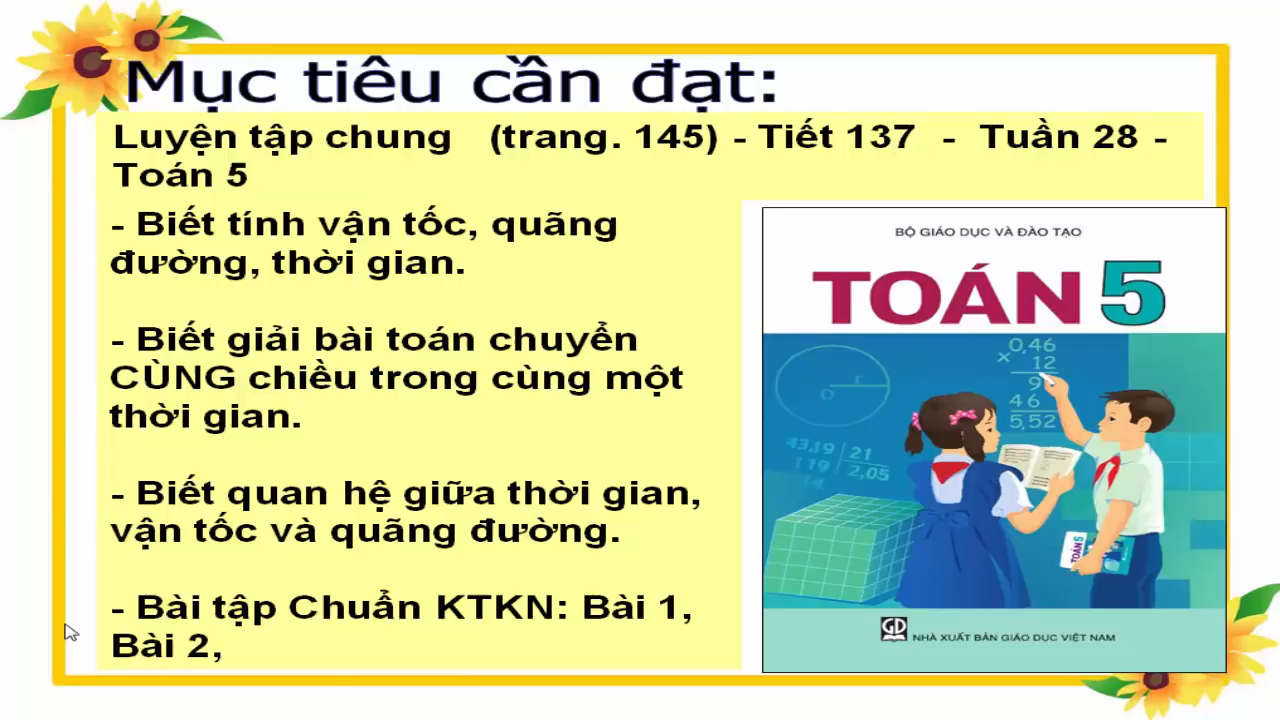 Mục tiêu cần đạt:
Luyện tập chung (trang. 145) - Tiết 137 - Tuần 28 -
Toán 5
- Biết tính vận tốc, quãng
đường, thời gian.
- Biết giải bài toán chuyển
CÙNG chiều trong cùng một
thời gian.
- Biết quan hệ giữa thời gian,
vận tốc và quãng đường.
- Bài tập Chuẩn KTKN: Bài 1,
Bài 2,
BỘ GIÁO DỤC VÀ ĐÀO TẠO
TOÁN 5
0,46
×
12
9
46
5,52
r
O
43,19 21
119 2,05
14
TOÁN 5
GD
NHÀ XUẤT BẢN GIÁO DỤC VIỆT NAM